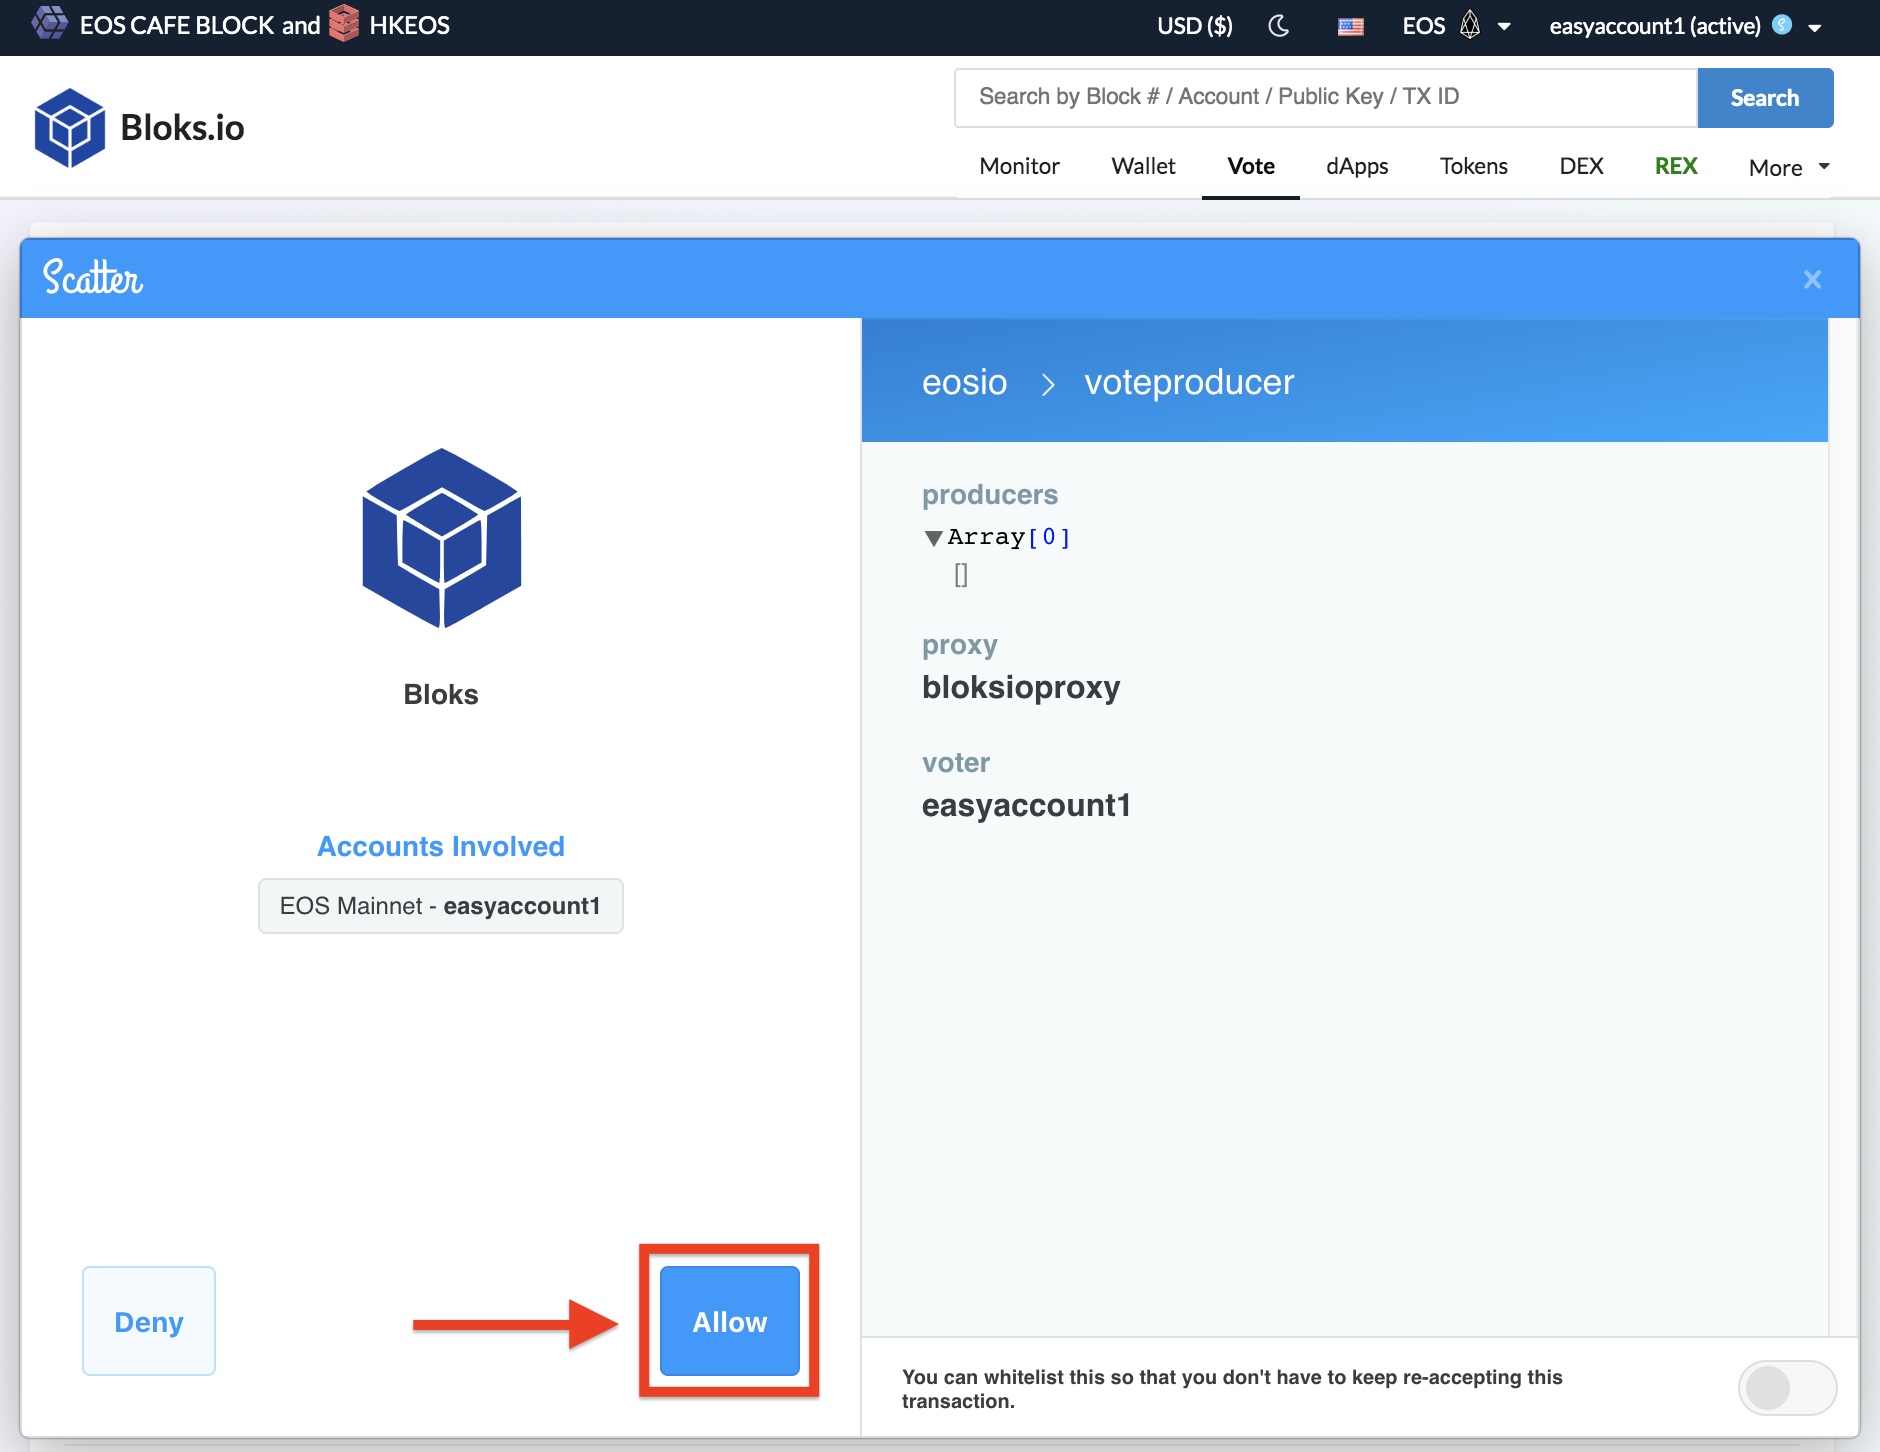 EOS CAFE BLOCK and HKEOS
USD ($)
EOS
easyaccount1 (active)
Bloks.io
Search by Block # / Account / Public Key / TX ID
Search
Monitor
Wallet
Vote
dApps
Tokens
DEX
REX
More
Scatter
×
Bloks
Accounts Involved
EOS Mainnet - easyaccount1
Deny
Allow
eosio > voteproducer
producers
▼Array[0]
[]
proxy
bloksioproxy
voter
easyaccount1
You can whitelist this so that you don't have to keep re-accepting this
transaction.